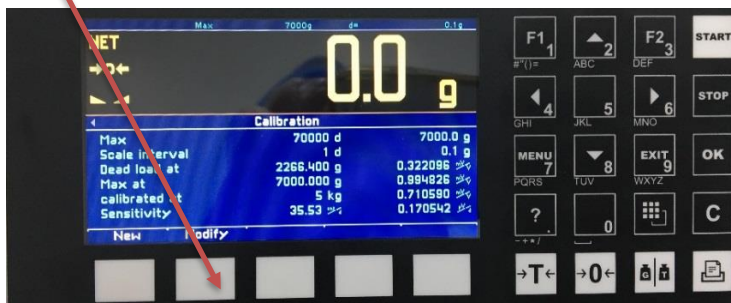 Max 7000g d= 0.1g
NET
→0←
0.0 g
Calibration
Max 70000 d 7000.0 g
Scale interval 1 d 0.1 g
Dead load at 2266.400 g 0.322096
Max at 7000.000 g 0.994826
calibrated at 5 kg 0.710590
Sensitivity 35.53 0.170542
New Modify
F1 1
2
F2 3
START
#"()=
ABC
DEF
4
5
6
STOP
GHI
JKL
MNO
MENU 7
8
EXIT 9
OK
PQRS
TUV
WXYZ
? .
0
C
-+*/
→T←
→0←
G
T